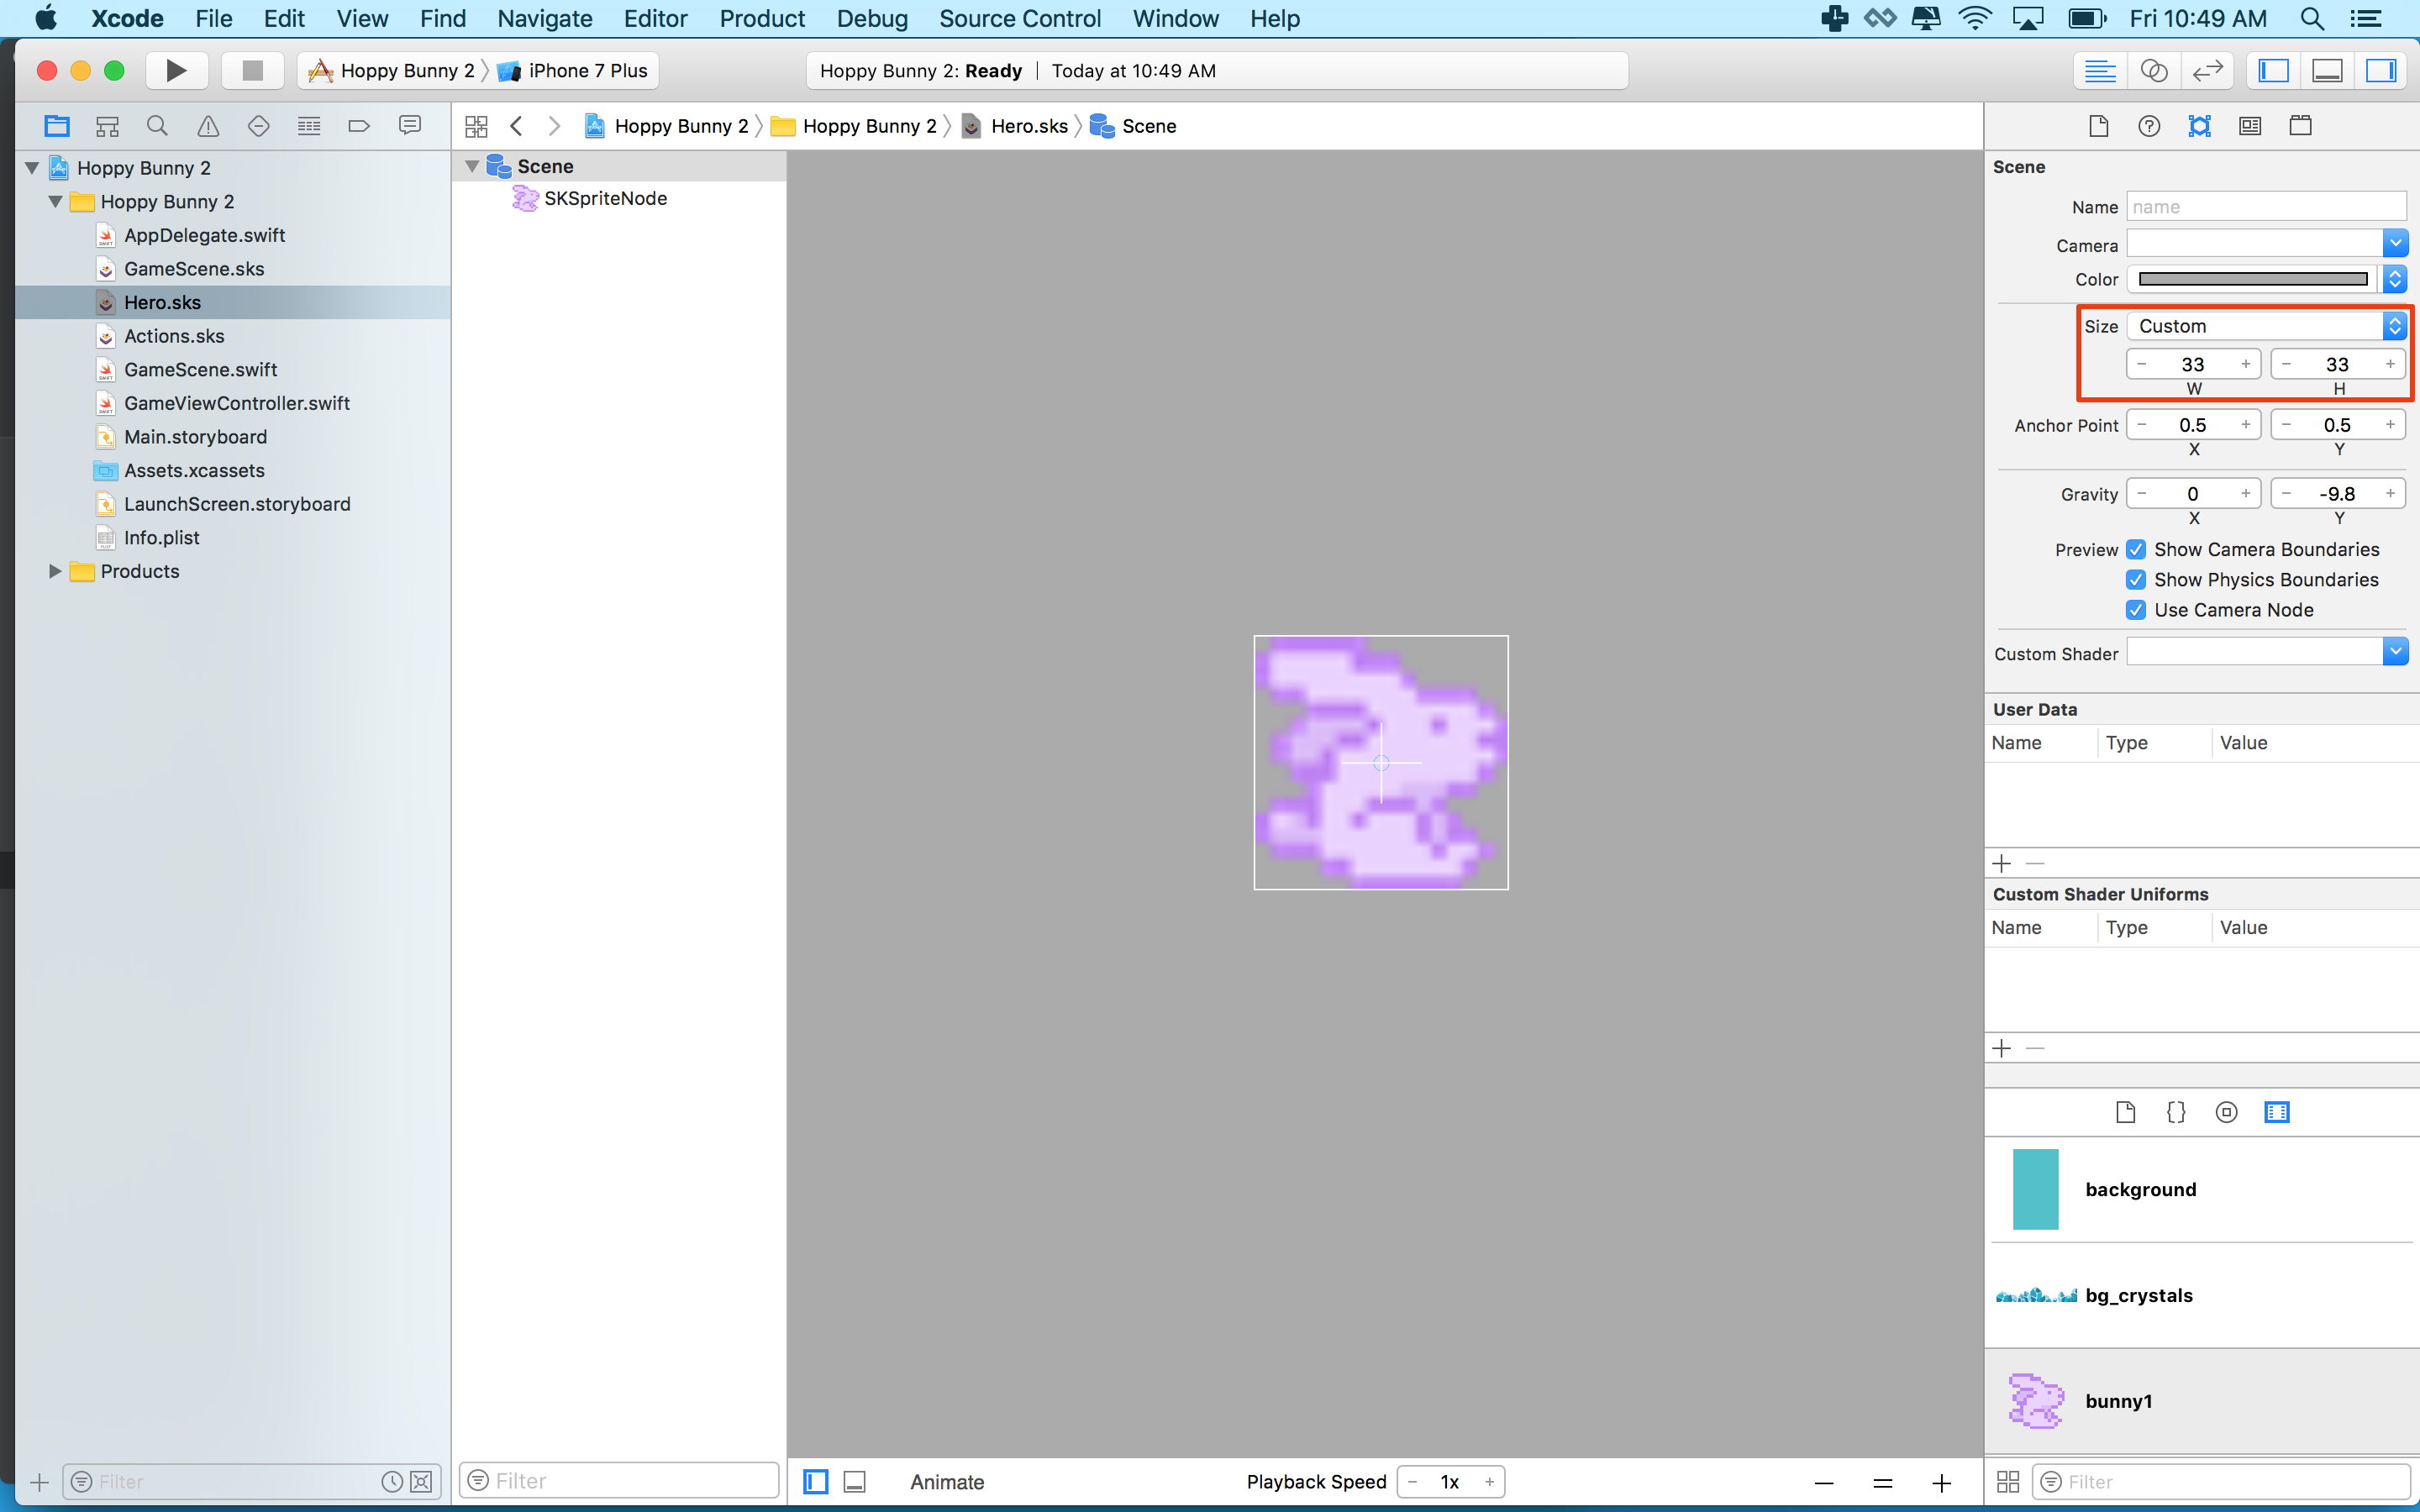 Xcode File Edit View Find Navigate Editor Product Debug Source Control Window Help Fri 10:49 AM
Hoppy Bunny 2 iPhone 7 Plus Hoppy Bunny 2: Ready | Today at 10:49 AM
Hoppy Bunny 2 Hoppy Bunny 2 Hero.sks Scene
Hoppy Bunny 2
Hoppy Bunny 2
AppDelegate.swift
GameScene.sks
Hero.sks
Actions.sks
GameScene.swift
GameViewController.swift
Main.storyboard
Assets.xcassets
LaunchScreen.storyboard
Info.plist
Products
Filter
Scene
SKSpriteNode
Filter
Animate
Playback Speed - 1x +
Scene
Name name
Camera
Color
Size Custom
- 33 + - 33 +
W H
Anchor Point - 0.5 + - 0.5 +
X Y
Gravity - 0 + - -9.8 +
X Y
Preview Show Camera Boundaries
Show Physics Boundaries
Use Camera Node
Custom Shader
User Data
Name Type Value
Custom Shader Uniforms
Name Type Value
{}
background
bg_crystals
bunny1
Filter